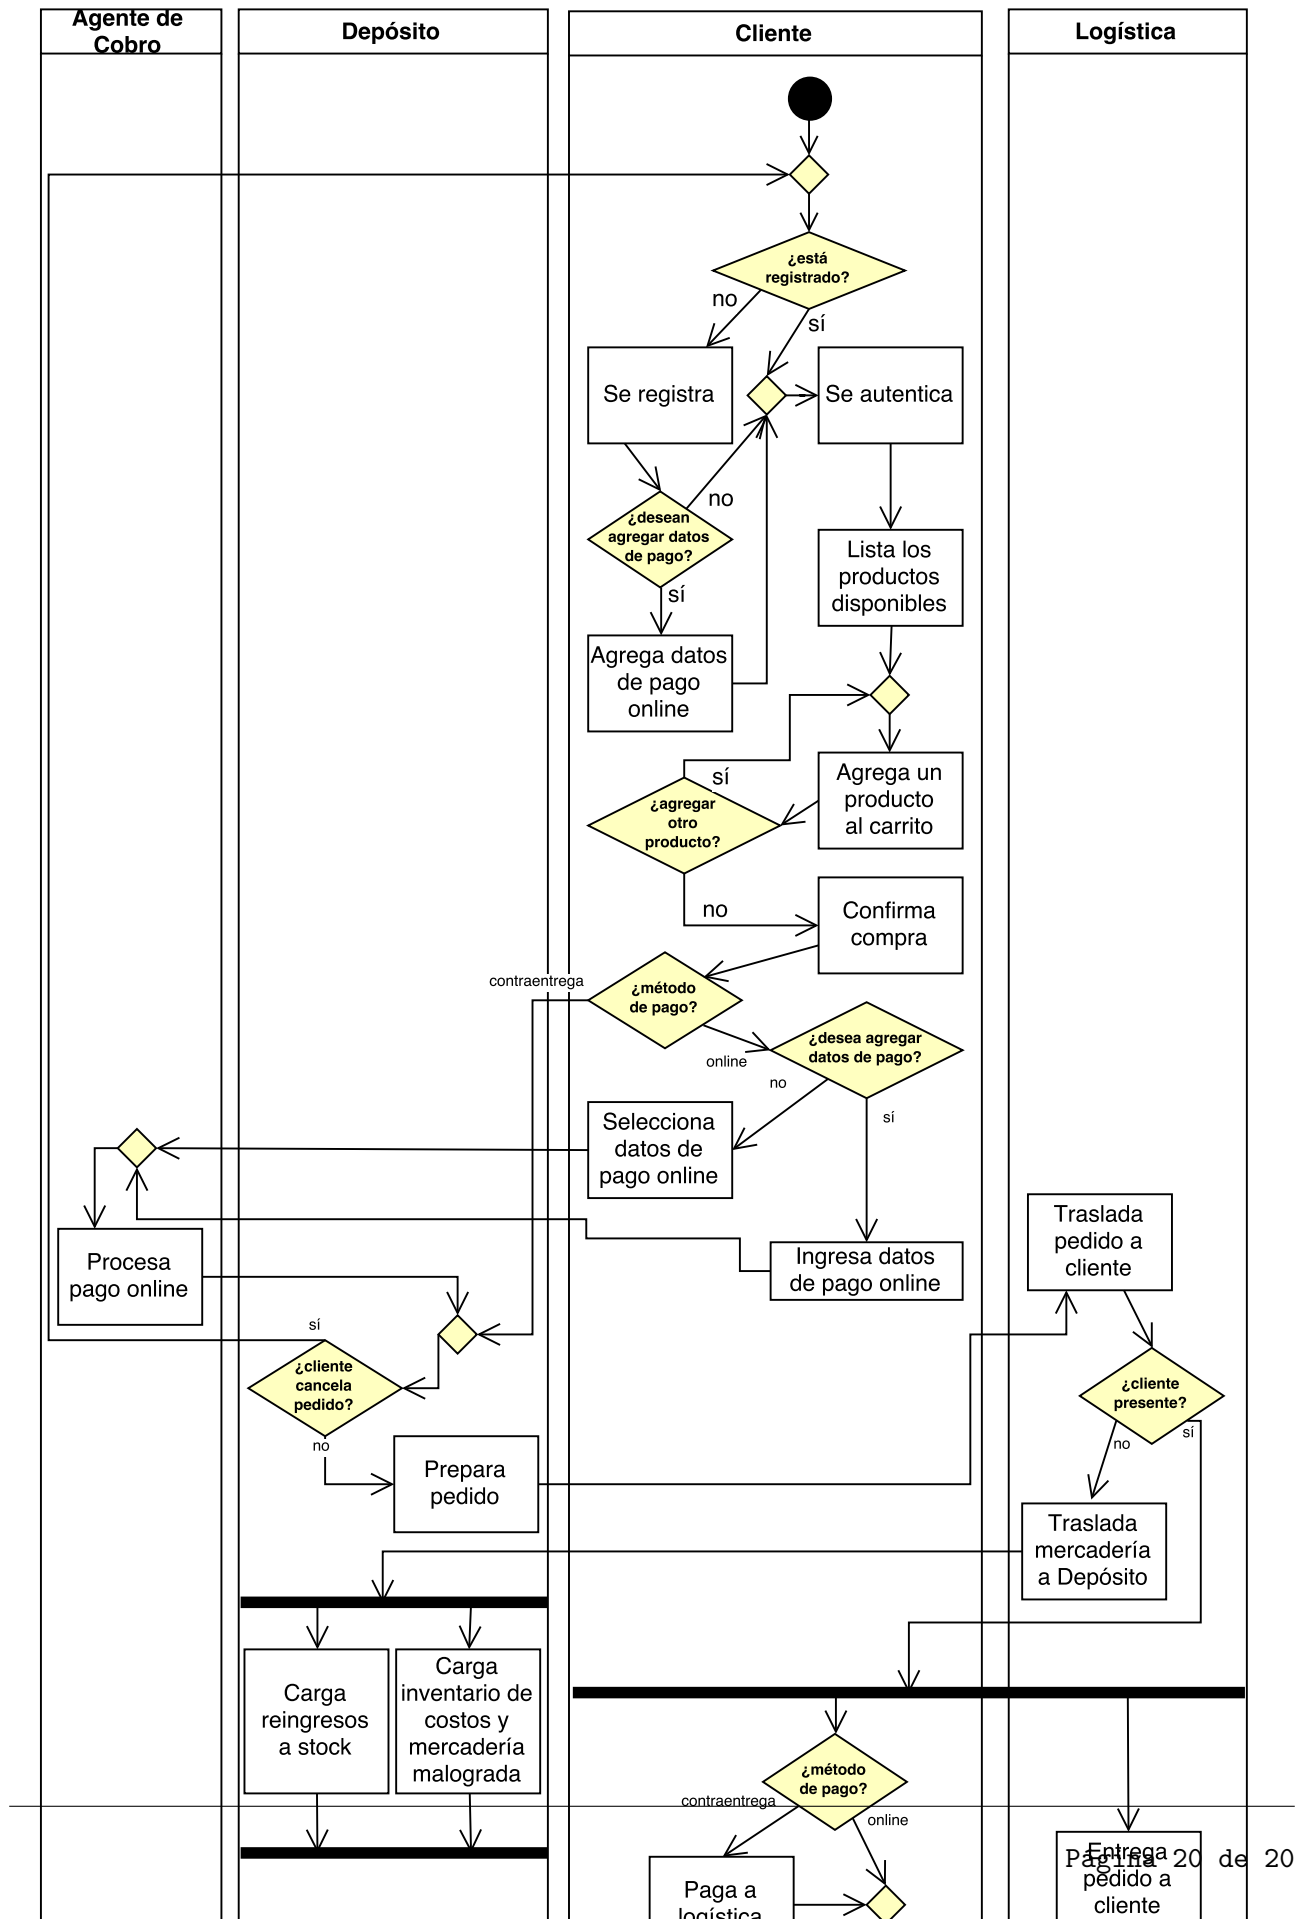 Agente de
Cobro
Depósito
Cliente
Logística
¿está
registrado?
no
sí
Se registra
Se autentica
¿desean
agregar datos
de pago?
no
sí
Lista los
productos
disponibles
Agrega datos
de pago
online
sí
Agrega un
producto
al carrito
¿agregar
otro
producto?
no
Confirma
compra
contraentrega
¿método
de pago?
online
¿desea agregar
datos de pago?
no
sí
Selecciona
datos de
pago online
Ingresa datos
de pago online
Traslada
pedido a
cliente
Procesa
pago online
sí
¿cliente
cancela
pedido?
no
¿cliente
presente?
no
sí
Prepara
pedido
Traslada
mercadería
a Depósito
Carga
reingresos
a stock
Carga
inventario de
costos y
mercadería
malograda
¿método
de pago?
contraentrega
online
Entrega
pedido a
cliente
Página 20 de 20
Paga a
logística